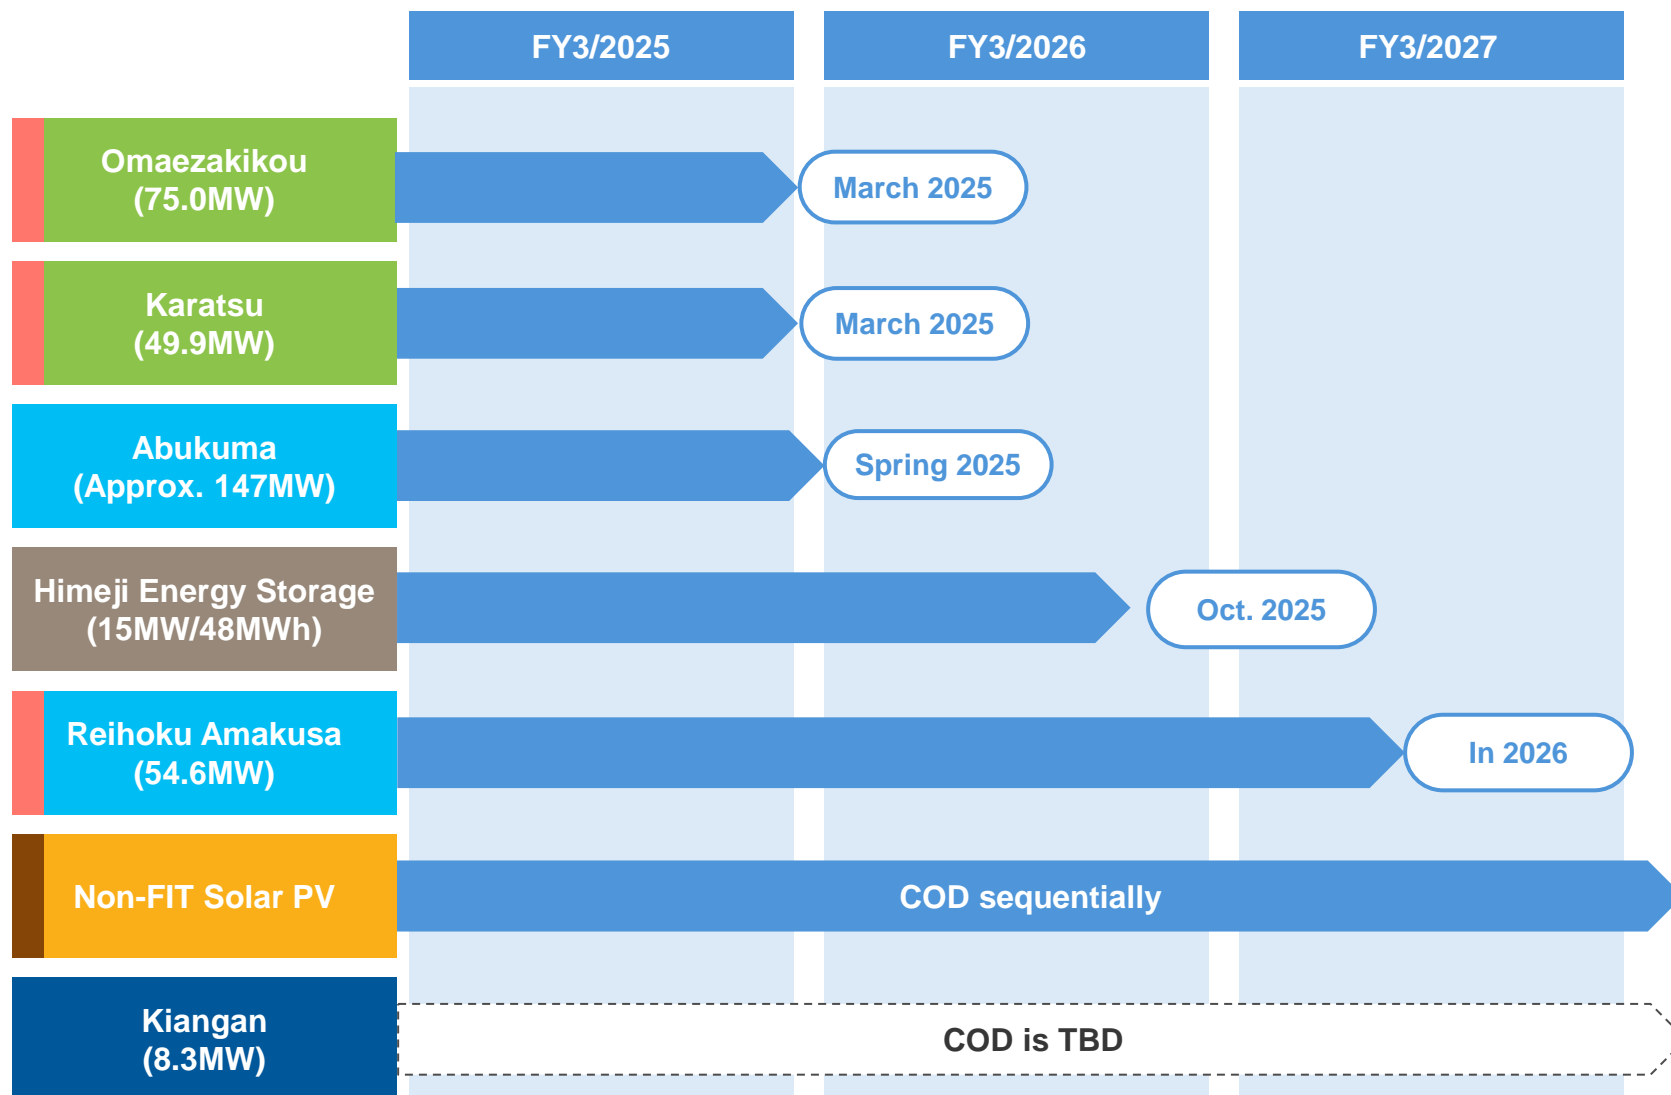 FY3/2025
FY3/2026
FY3/2027
Omaezakikou
(75.0MW)
March 2025
Karatsu
(49.9MW)
March 2025
Abukuma
(Approx. 147MW)
Spring 2025
Himeji Energy Storage
(15MW/48MWh)
Oct. 2025
Reihoku Amakusa
(54.6MW)
In 2026
Non-FIT Solar PV
COD sequentially
Kiangan
(8.3MW)
COD is TBD